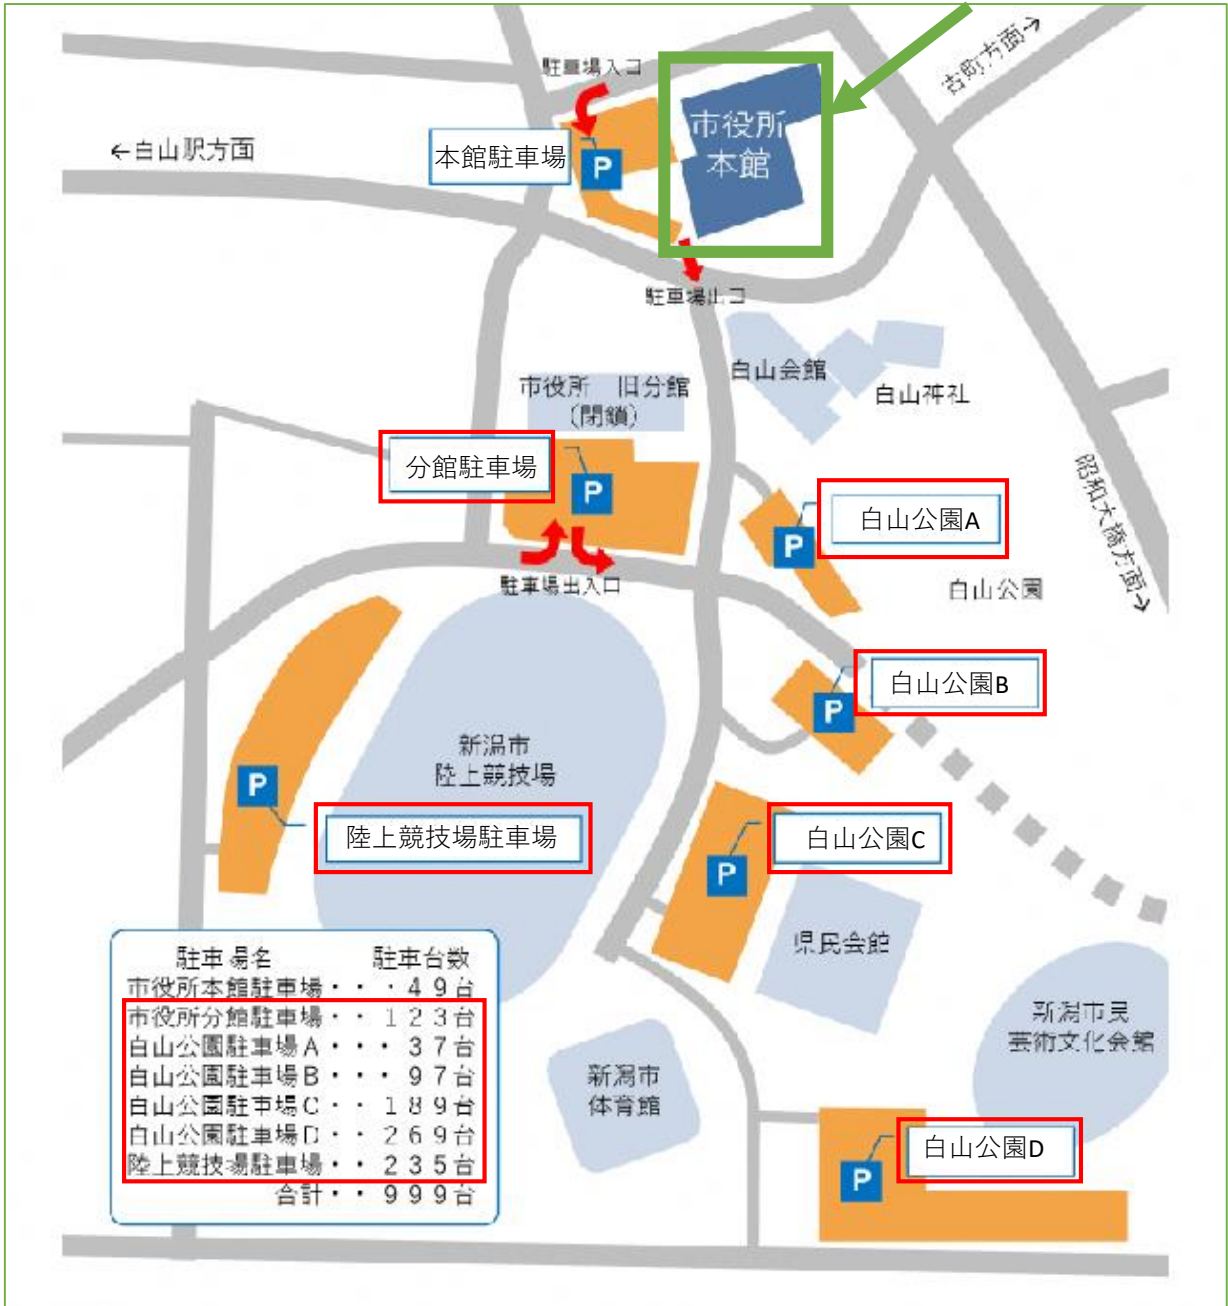 古町方面→
駐車場入口
市役所
本館
←白山駅方面
本館駐車場
P
駐車場出口
白山会館
白山神社
市役所　旧分館
(閉鎖)
分館駐車場
P
昭和大橋方面→
白山公園A
P
駐車場出入口
白山公園
白山公園B
P
新潟市
陸上競技場
P
陸上競技場駐車場
白山公園C
P
県民会館
駐車場名　駐車台数
市役所本館駐車場・・・49台
市役所分館駐車場・・123台
白山公園駐車場A・・・37台
白山公園駐車場B・・・97台
白山公園駐車場C・・189台
白山公園駐車場D・・269台
陸上競技場駐車場・・235台
合計・・999台
新潟市民
芸術文化会館
新潟市
体育館
白山公園D
P